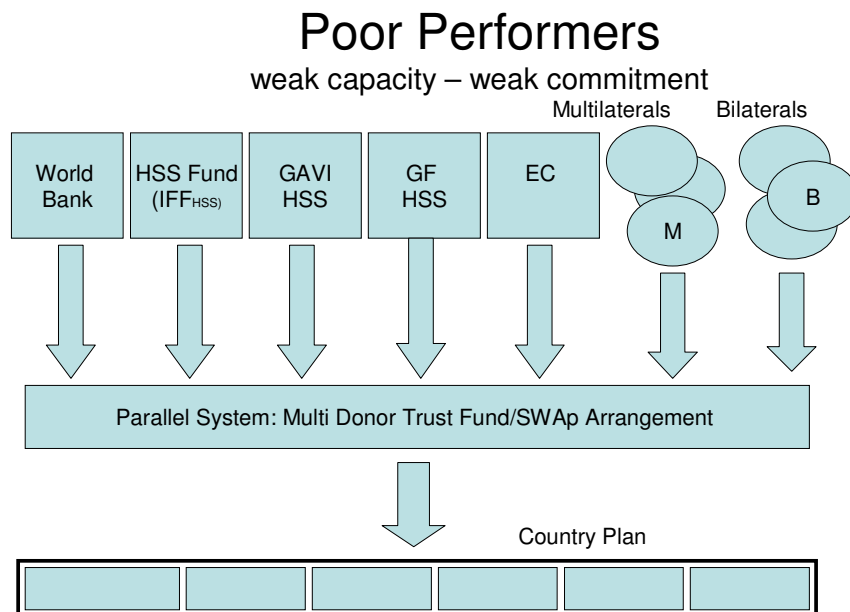 Poor Performers
weak capacity – weak commitment
Multilaterals
Bilaterals
World
Bank
HSS Fund
(IFFHSS)
GAVI
HSS
GF
HSS
EC
M
B
Parallel System: Multi Donor Trust Fund/SWAp Arrangement
Country Plan